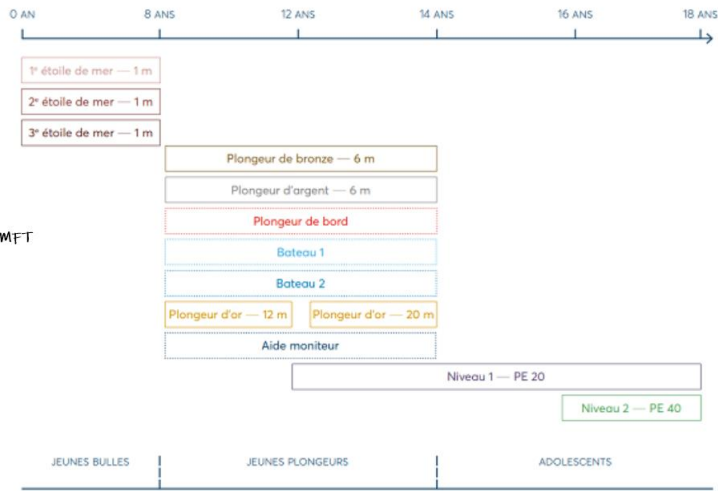 0 AN 8 ANS 12 ANS 14 ANS 16 ANS 18 ANS
1ᵉ étoile de mer — 1 m
2ᵉ étoile de mer — 1 m
3ᵉ étoile de mer — 1 m
Plongeur de bronze — 6 m
Plongeur d'argent — 6 m
Plongeur de bord
MFT
Bateau 1
Bateau 2
Plongeur d'or — 12 m Plongeur d'or — 20 m
Aide moniteur
Niveau 1 — PE 20
Niveau 2 — PE 40
JEUNES BULLES JEUNES PLONGEURS ADOLESCENTS